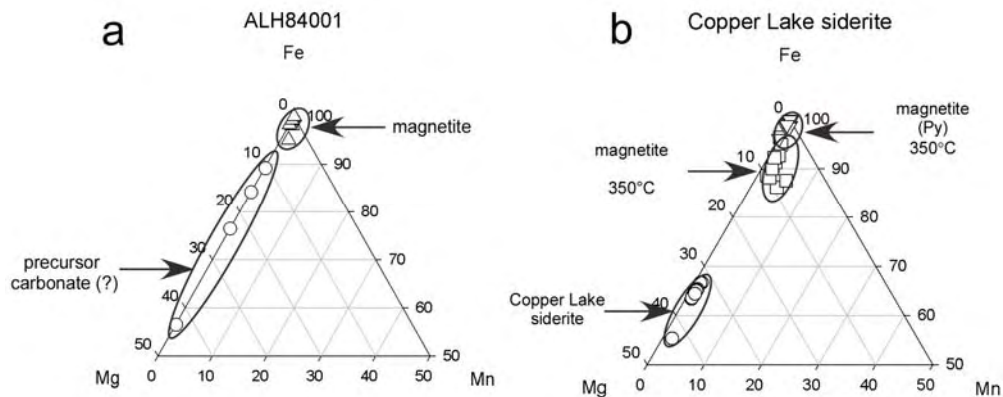 a
ALH84001
Fe
0
100
magnetite
10
90
20
80
30
70
precursor
carbonate (?)
40
60
50
50
Mg
0
10
20
30
40
50
Mn
b
Copper Lake siderite
Fe
0
100
magnetite
(Py)
350°C
magnetite
350°C
10
90
20
80
30
70
Copper Lake
siderite
40
60
50
50
Mg
0
10
20
30
40
50
Mn